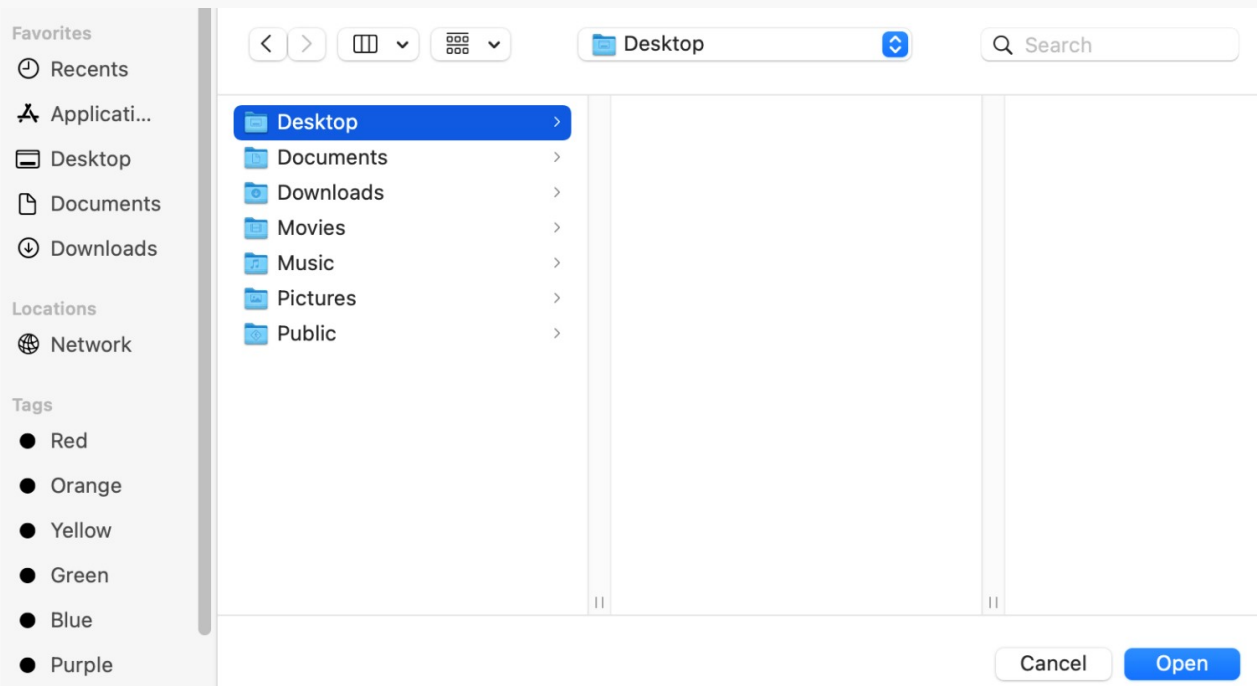 Favorites
Recents
Applicati...
Desktop
Documents
Downloads
Locations
Network
Tags
Red
Orange
Yellow
Green
Blue
Purple
Desktop
Search
Desktop
Documents
Downloads
Movies
Music
Pictures
Public
Cancel
Open